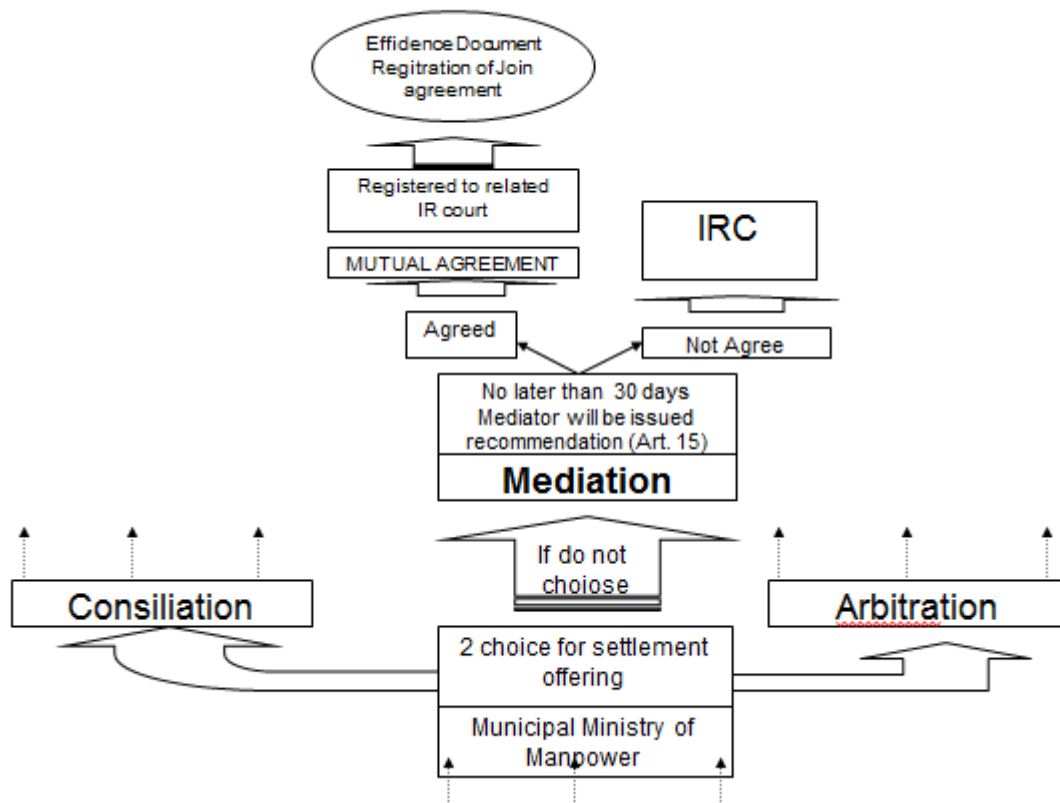 Effidence Document
Regitration of Join
agreement
Registered to related
IR court
IRC
MUTUAL AGREEMENT
Agreed
Not Agree
No later than 30 days
Mediator will be issued
recommendation (Art. 15)
Mediation
If do not
choiose
Consiliation
Arbitration
2 choice for settlement
offering
Municipal Ministry of
Manpower